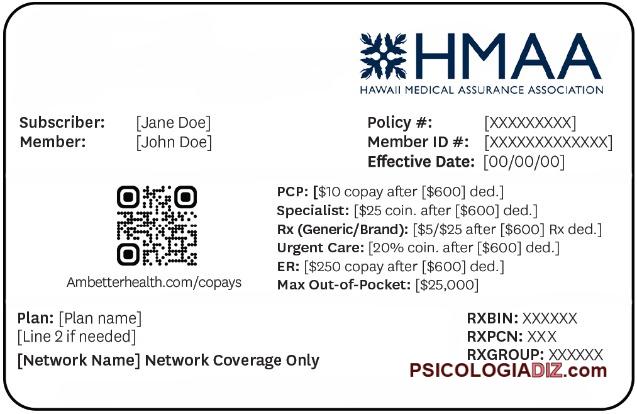 HMAA
HAWAII MEDICAL ASSURANCE ASSOCIATION
Subscriber: [Jane Doe]
Member: [John Doe]
Policy #: [XXXXXXXXX]
Member ID #: [XXXXXXXXXXXXX]
Effective Date: [00/00/00]
Ambetterhealth.com/copays
PCP: [$10 copay after [$600] ded.]
Specialist: [$25 coin. after [$600] ded.]
Rx (Generic/Brand): [$5/$25 after [$600] Rx ded.]
Urgent Care: [20% coin. after [$600] ded.]
ER: [$250 copay after [$600] ded.]
Max Out-of-Pocket: [$25,000]
Plan: [Plan name]
[Line 2 if needed]
[Network Name] Network Coverage Only
RXBIN: XXXXXX
RXPCN: XXX
RXGROUP: XXXXXX
PSICOLOGIADIZ.com